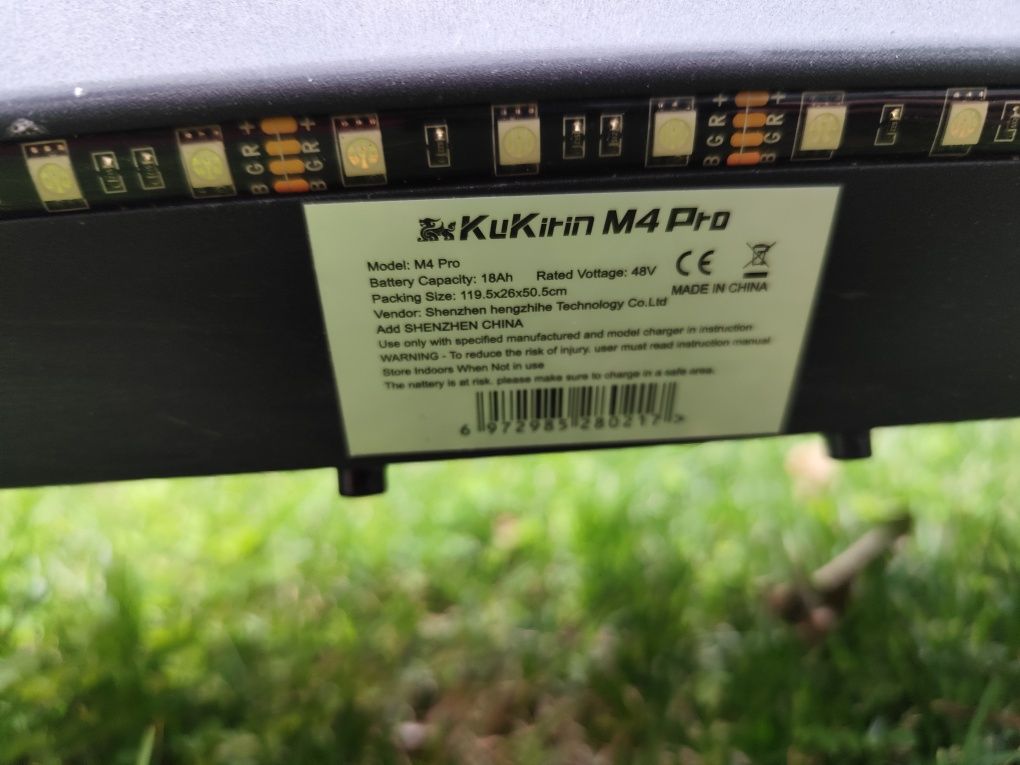 + + + +
R R R R
G G G G
B B B B
KuKirin M4 Pro
Model: M4 Pro
Battery Capacity: 18Ah Rated Vottage: 48V
CE
Packing Size: 119.5x26x50.5cm
MADE IN CHINA
Vendor: Shenzhen hengzhihe Technology Co.Ltd
Add SHENZHEN CHINA
Use only with specified manufactured and model charger in instruction
WARNING - To reduce the risk of injury, user must read instruction manual
Store Indoors When Not in use
The nattery is at risk, please make sure to charge in a safe area.
6 972985 280217 >